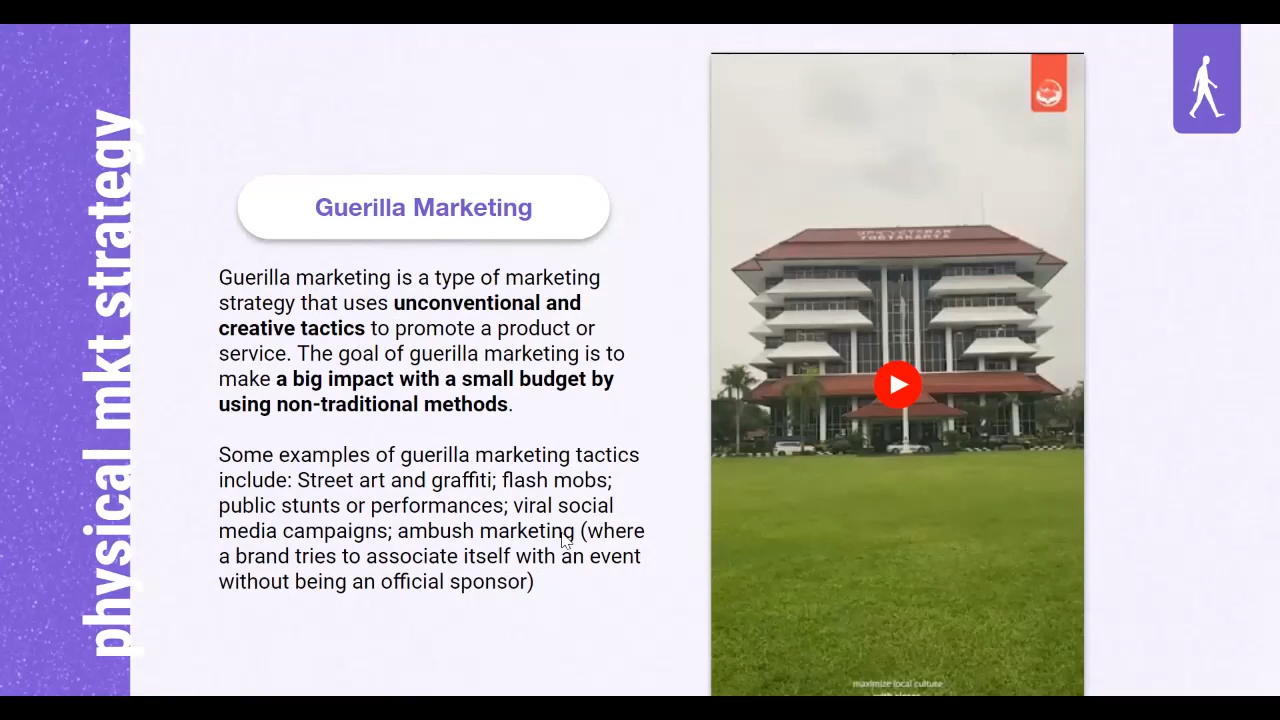 physical mkt strategy
Guerilla Marketing
Guerilla marketing is a type of marketing
strategy that uses unconventional and
creative tactics to promote a product or
service. The goal of guerilla marketing is to
make a big impact with a small budget by
using non-traditional methods.
Some examples of guerilla marketing tactics
include: Street art and graffiti; flash mobs;
public stunts or performances; viral social
media campaigns; ambush marketing (where
a brand tries to associate itself with an event
without being an official sponsor)
YOGYAKARTA
maximize local culture